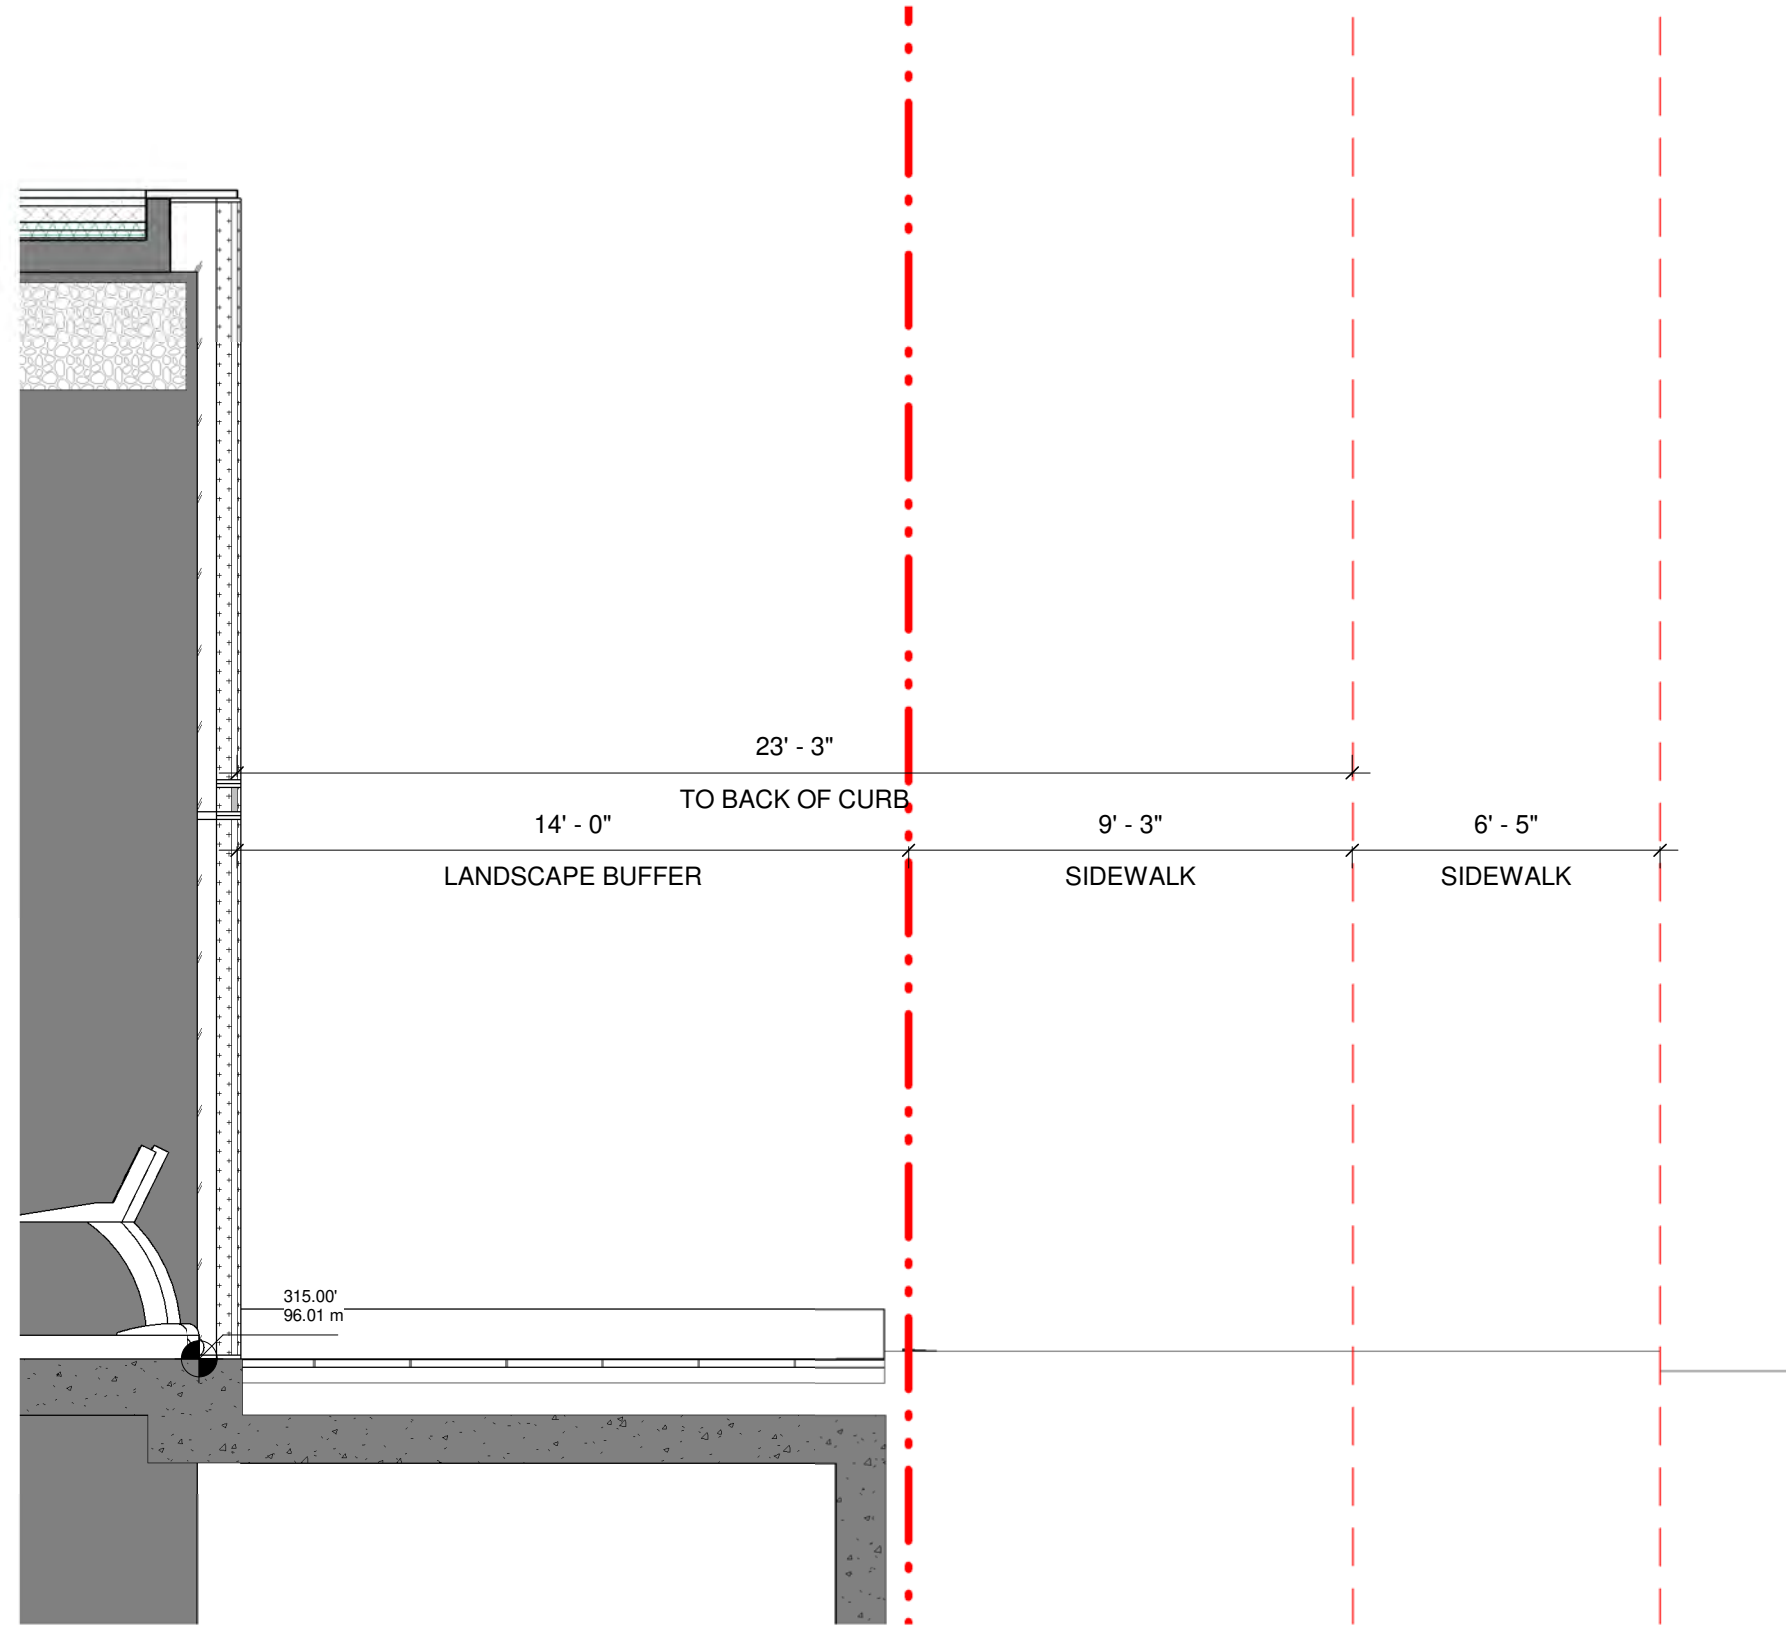 23' - 3"
TO BACK OF CURB
14' - 0"
9' - 3"
6' - 5"
LANDSCAPE BUFFER
SIDEWALK
SIDEWALK
315.00'
96.01 m